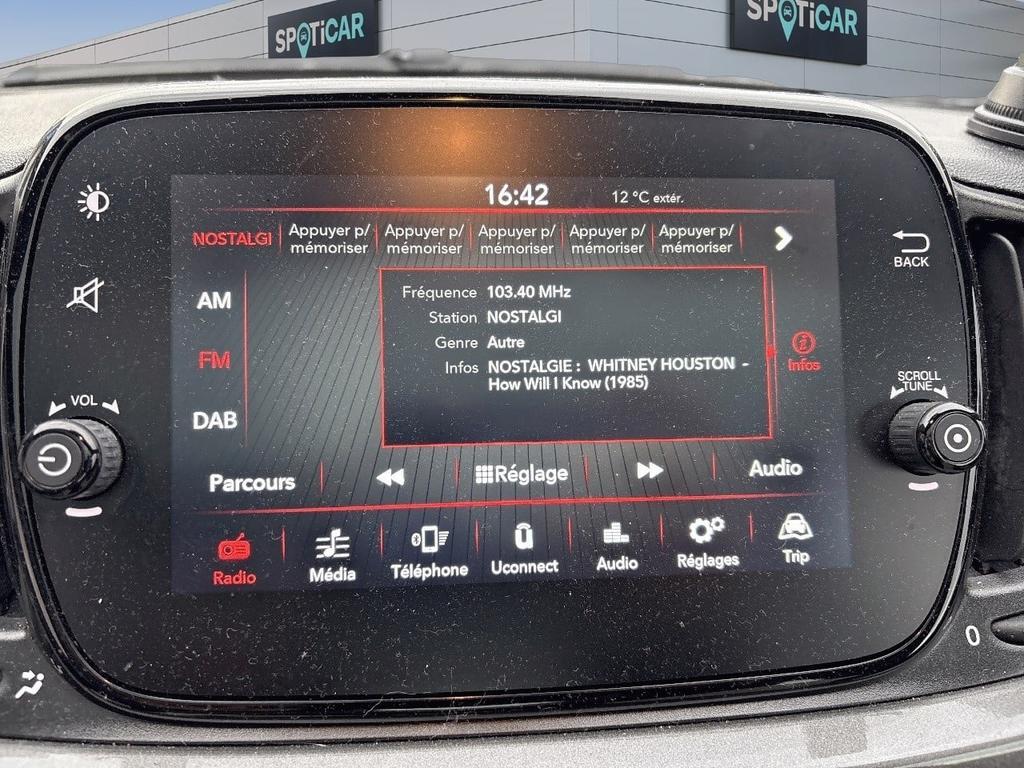 SPOTiCAR
SPOTiCAR
16:42
12 °C extér.
NOSTALGI
Appuyer p/
mémoriser
Appuyer p/
mémoriser
Appuyer p/
mémoriser
Appuyer p/
mémoriser
Appuyer p/
mémoriser
BACK
AM
FM
DAB
Fréquence 103.40 MHz
Station NOSTALGI
Genre Autre
Infos NOSTALGIE : WHITNEY HOUSTON -
How Will I Know (1985)
Infos
VOL
SCROLL
TUNE
Parcours
Réglage
Audio
Radio
Média
Téléphone
Uconnect
Audio
Réglages
Trip
0